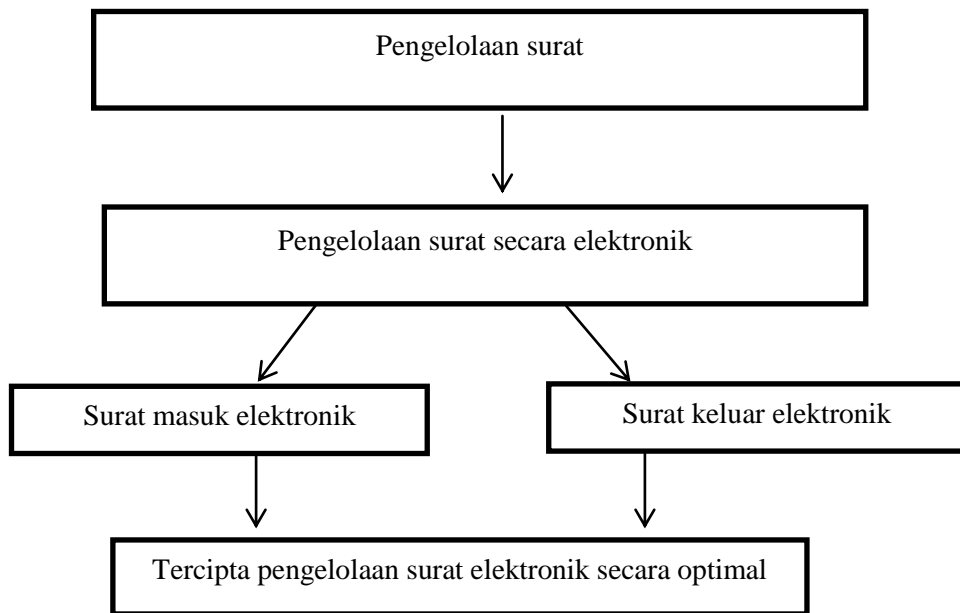 Pengelolaan surat
Pengelolaan surat secara elektronik
Surat masuk elektronik
Surat keluar elektronik
Tercipta pengelolaan surat elektronik secara optimal